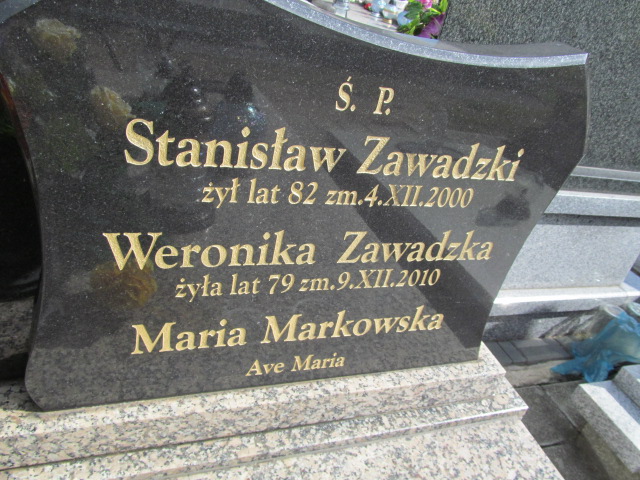 Ś. P.
Stanisław Zawadzki
żył lat 82 zm.4.XII.2000
Weronika Zawadzka
żyła lat 79 zm.9.XII.2010
Maria Markowska
Ave Maria